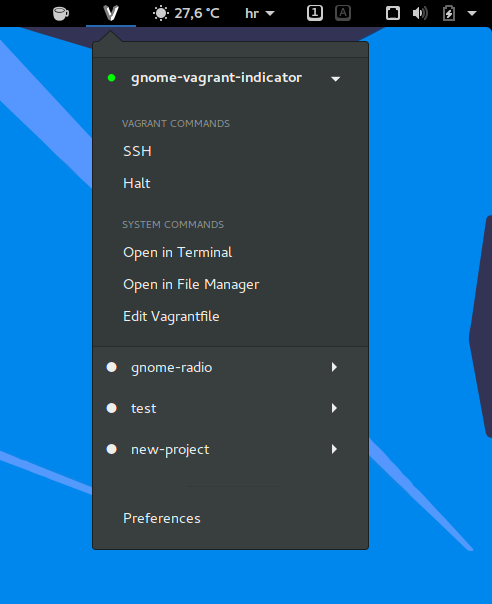 27,6 °C hr 1 A
gnome-vagrant-indicator
VAGRANT COMMANDS
SSH
Halt
SYSTEM COMMANDS
Open in Terminal
Open in File Manager
Edit Vagrantfile
gnome-radio
test
new-project
Preferences